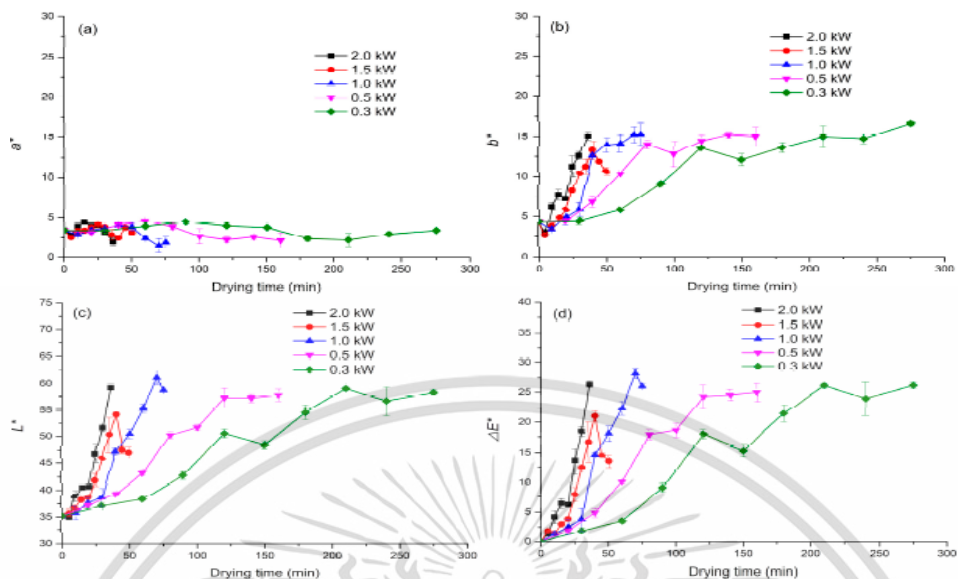 (a)
2.0 kW
1.5 kW
1.0 kW
0.5 kW
0.3 kW
30
25
20
15
10
5
0
a*
0 50 100 150 200 250 300
Drying time (min)
(b)
2.0 kW
1.5 kW
1.0 kW
0.5 kW
0.3 kW
30
25
20
15
10
5
0
b*
0 50 100 150 200 250 300
Drying time (min)
(c)
2.0 kW
1.5 kW
1.0 kW
0.5 kW
0.3 kW
75
70
65
60
55
50
45
40
35
30
L*
0 50 100 150 200 250 300
Drying time (min)
(d)
2.0 kW
1.5 kW
1.0 kW
0.5 kW
0.3 kW
40
35
30
25
20
15
10
5
0
ΔE*
0 50 100 150 200 250 300
Drying time (min)